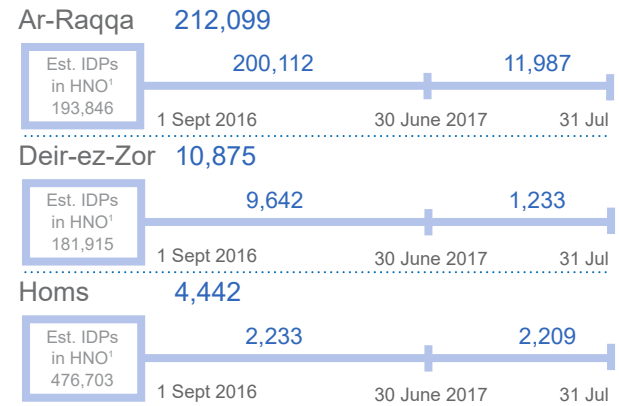 Ar-Raqqa 212,099
Est. IDPs
in HNO¹
193,846
200,112 11,987
1 Sept 2016 30 June 2017 31 Jul
Deir-ez-Zor 10,875
Est. IDPs
in HNO¹
181,915
9,642 1,233
1 Sept 2016 30 June 2017 31 Jul
Homs 4,442
Est. IDPs
in HNO¹
476,703
2,233 2,209
1 Sept 2016 30 June 2017 31 Jul